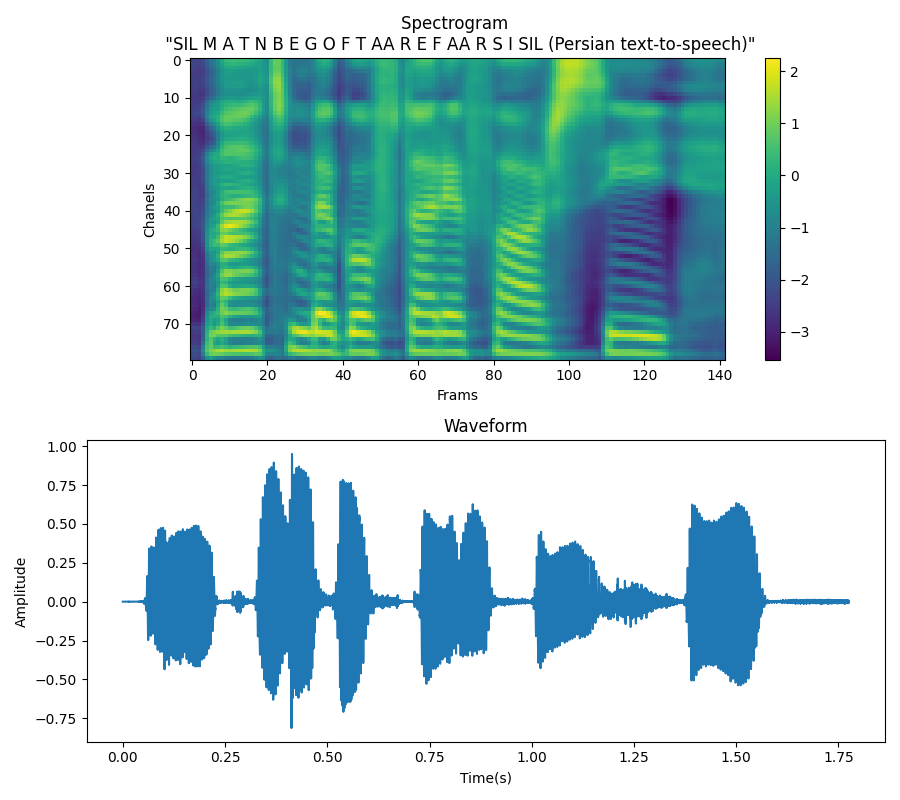 Spectrogram
"SIL M A T N B E G O F T AA R E F AA R S I SIL (Persian text-to-speech)"
0
10
20
30
40
50
60
70
Chanels
0 20 40 60 80 100 120 140
Frams
2
1
0
−1
−2
−3
Waveform
1.00
0.75
0.50
0.25
0.00
−0.25
−0.50
−0.75
Amplitude
0.00 0.25 0.50 0.75 1.00 1.25 1.50 1.75
Time(s)